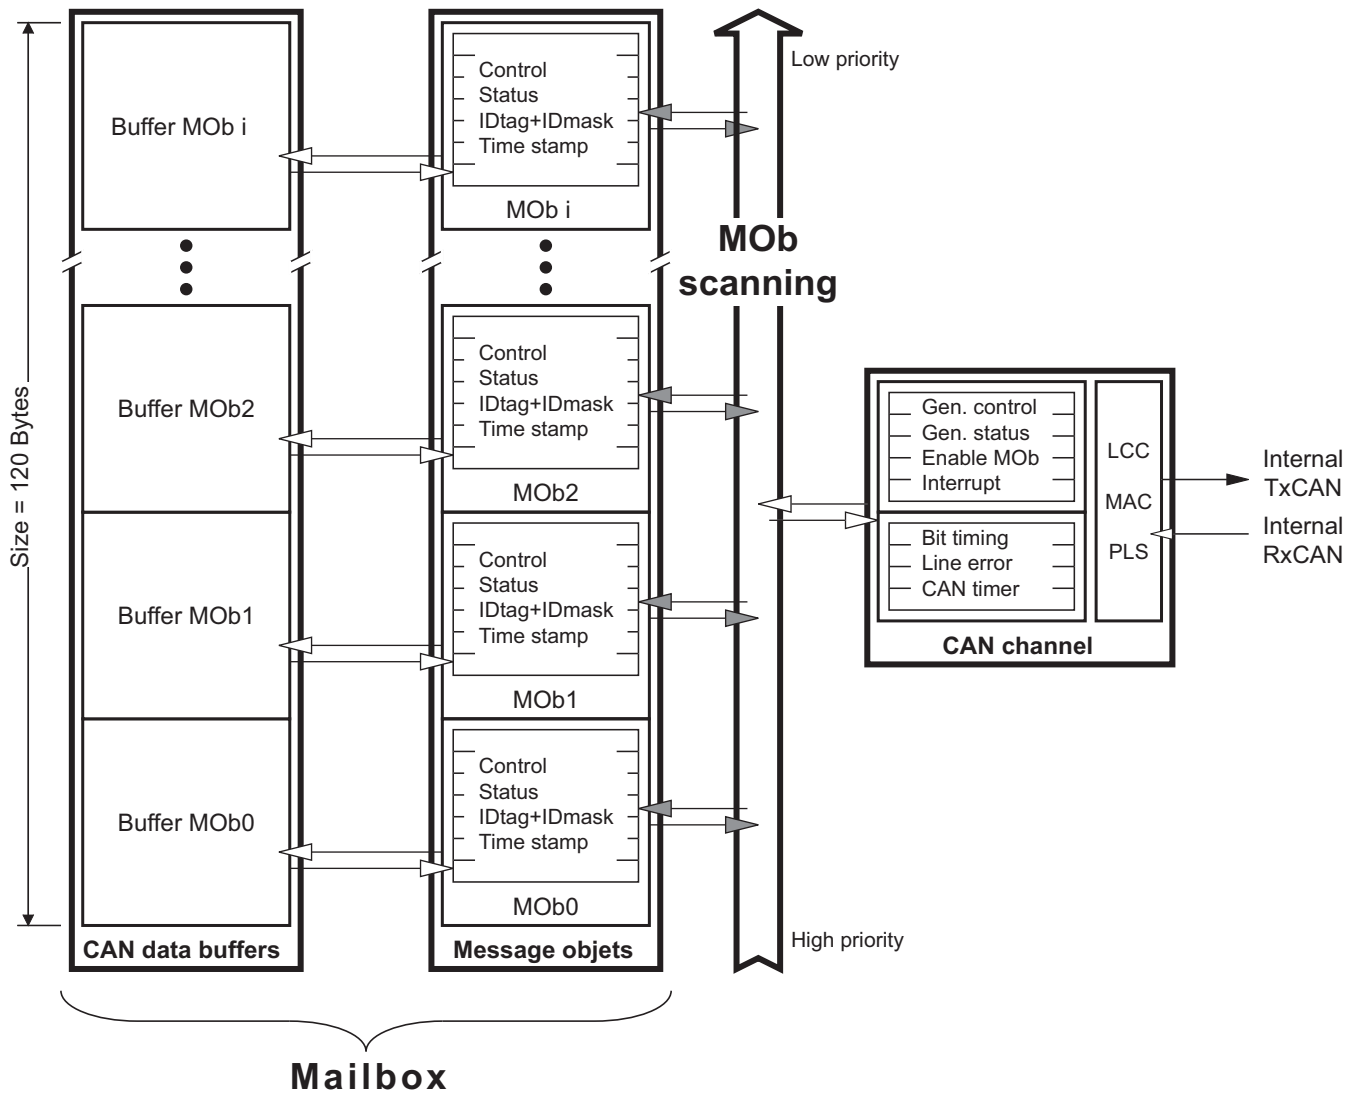 Size = 120 Bytes
Buffer MOb i
Buffer MOb2
Buffer MOb1
Buffer MOb0
CAN data buffers
Control
Status
IDtag+IDmask
Time stamp
MOb i
Control
Status
IDtag+IDmask
Time stamp
MOb2
Control
Status
IDtag+IDmask
Time stamp
MOb1
Control
Status
IDtag+IDmask
Time stamp
MOb0
Message objets
Low priority
MOb
scanning
High priority
Gen. control
Gen. status
Enable MOb
Interrupt
Bit timing
Line error
CAN timer
LCC
MAC
PLS
CAN channel
Internal
TxCAN
Internal
RxCAN
Mailbox